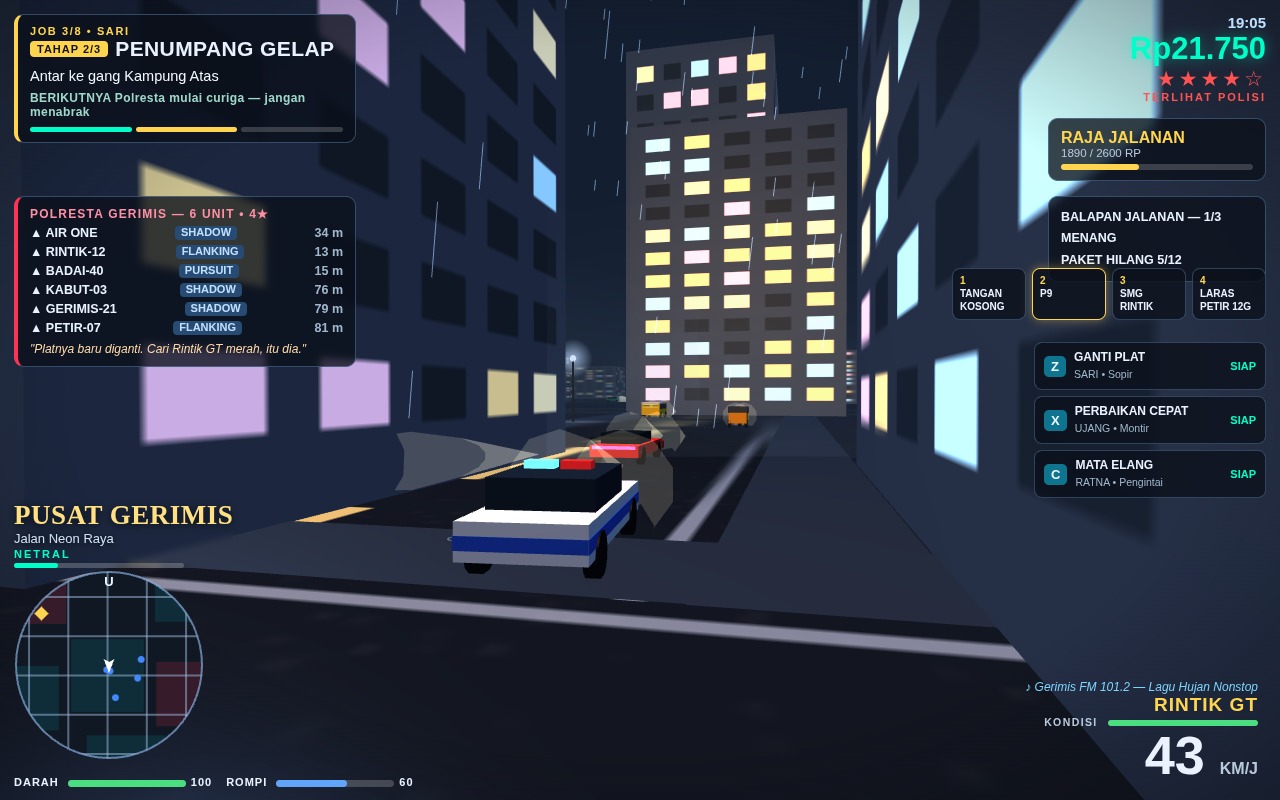 JOB 3/8 • SARI
TAHAP 2/3 PENUMPANG GELAP
Antar ke gang Kampung Atas
BERIKUTNYA Polresta mulai curiga — jangan
menabrak
POLRESTA GERIMIS — 6 UNIT • 4★
▲ AIR ONE SHADOW 34 m
▲ RINTIK-12 FLANKING 13 m
▲ BADAI-40 PURSUIT 15 m
▲ KABUT-03 SHADOW 76 m
▲ GERIMIS-21 SHADOW 79 m
▲ PETIR-07 FLANKING 81 m
"Platnya baru diganti. Cari Rintik GT merah, itu dia."
19:05
Rp21.750
★★★★☆
TERLIHAT POLISI
RAJA JALANAN
1890 / 2600 RP
BALAPAN JALANAN — 1/3
MENANG
PAKET HILANG 5/12
1
TANGAN
KOSONG
2
P9
3
SMG
RINTIK
4
LARAS
PETIR 12G
Z GANTI PLAT SIAP
SARI • Sopir
X PERBAIKAN CEPAT SIAP
UJANG • Montir
C MATA ELANG SIAP
RATNA • Pengintai
PUSAT GERIMIS
Jalan Neon Raya
NETRAL
U
DARAH 100 ROMPI 60
♪ Gerimis FM 101.2 — Lagu Hujan Nonstop
RINTIK GT
KONDISI
43 KM/J